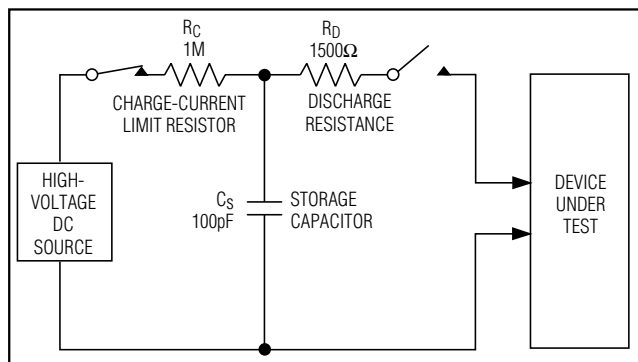 R_C
1M
CHARGE-CURRENT
LIMIT RESISTOR
R_D
1500Ω
DISCHARGE
RESISTANCE
HIGH-
VOLTAGE
DC
SOURCE
C_S
100pF
STORAGE
CAPACITOR
DEVICE
UNDER
TEST